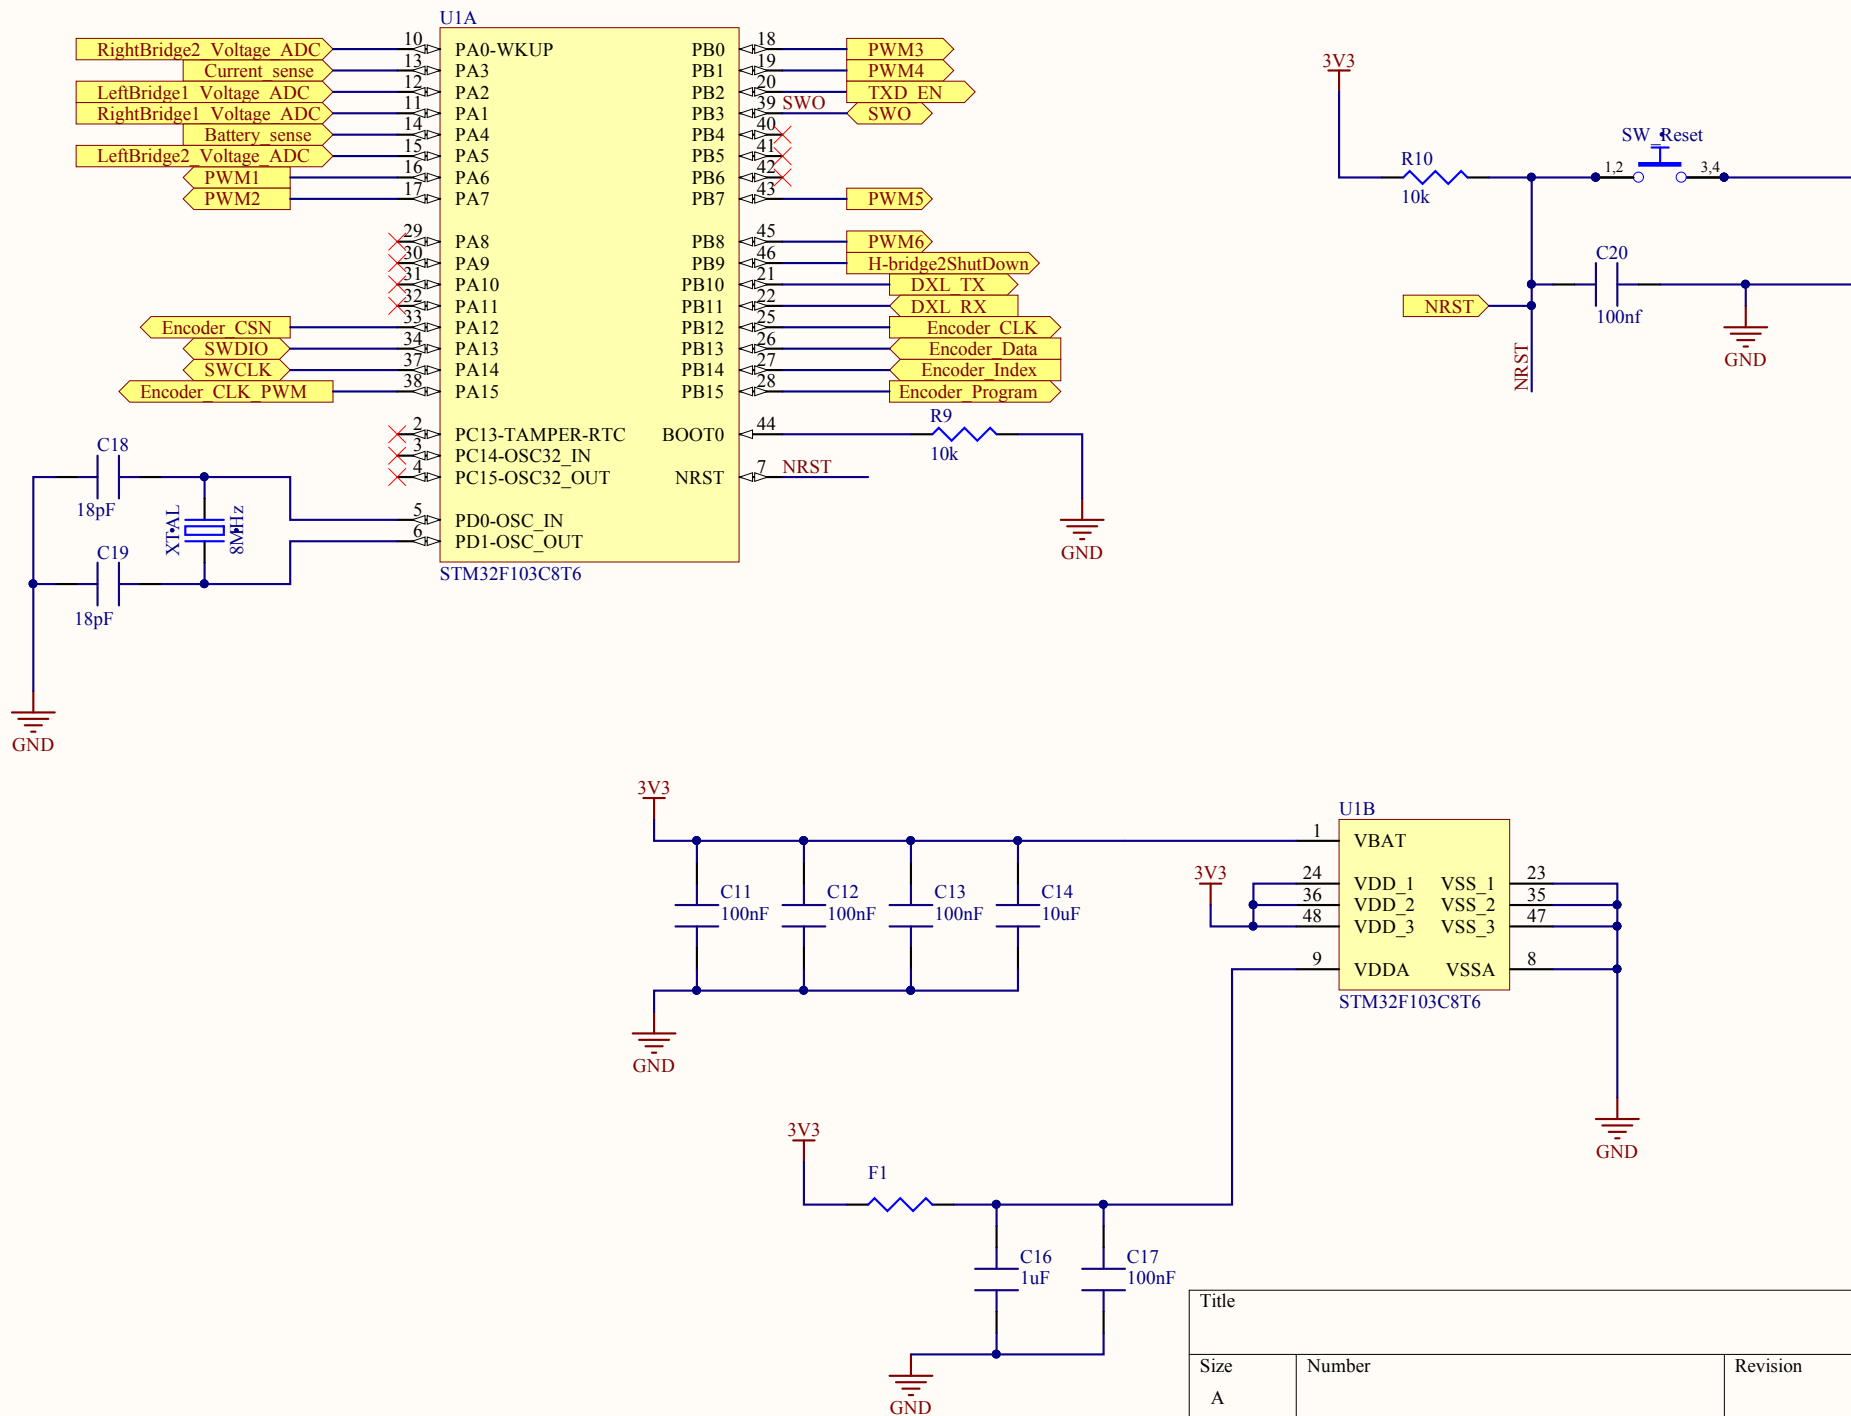 U1A
RightBridge2_Voltage_ADC 10 PA0-WKUP PB0 18 PWM3
Current_sense 13 PA3 PB1 19 PWM4
LeftBridge1_Voltage_ADC 12 PA2 PB2 20 TXD_EN
RightBridge1_Voltage_ADC 11 PA1 PB3 39 SWO SWO
Battery_sense 14 PA4 PB4 40
LeftBridge2_Voltage_ADC 15 PA5 PB5 41
PWM1 16 PA6 PB6 42
PWM2 17 PA7 PB7 43 PWM5
29 PA8 PB8 45 PWM6
30 PA9 PB9 46 H-bridge2ShutDown
31 PA10 PB10 21 DXL_TX
32 PA11 PB11 22 DXL_RX
Encoder_CSN 33 PA12 PB12 25 Encoder_CLK
SWDIO 34 PA13 PB13 26 Encoder_Data
SWCLK 37 PA14 PB14 27 Encoder_Index
Encoder_CLK_PWM 38 PA15 PB15 28 Encoder_Program
2 PC13-TAMPER-RTC BOOT0 44
3 PC14-OSC32_IN
4 PC15-OSC32_OUT NRST 7 NRST
5 PD0-OSC_IN
6 PD1-OSC_OUT
STM32F103C8T6
R9
10k
GND
C18
18pF
XTAL
8MHz
C19
18pF
GND
3V3
R10
10k
SW_Reset
1,2 3,4
C20
100nf
NRST
NRST
GND
3V3
C11
100nF
C12
100nF
C13
100nF
C14
10uF
GND
U1B
1 VBAT
3V3
24 VDD_1 VSS_1 23
36 VDD_2 VSS_2 35
48 VDD_3 VSS_3 47
9 VDDA VSSA 8
STM32F103C8T6
GND
3V3
F1
C16
1uF
C17
100nF
GND
Title
Size Number Revision
A